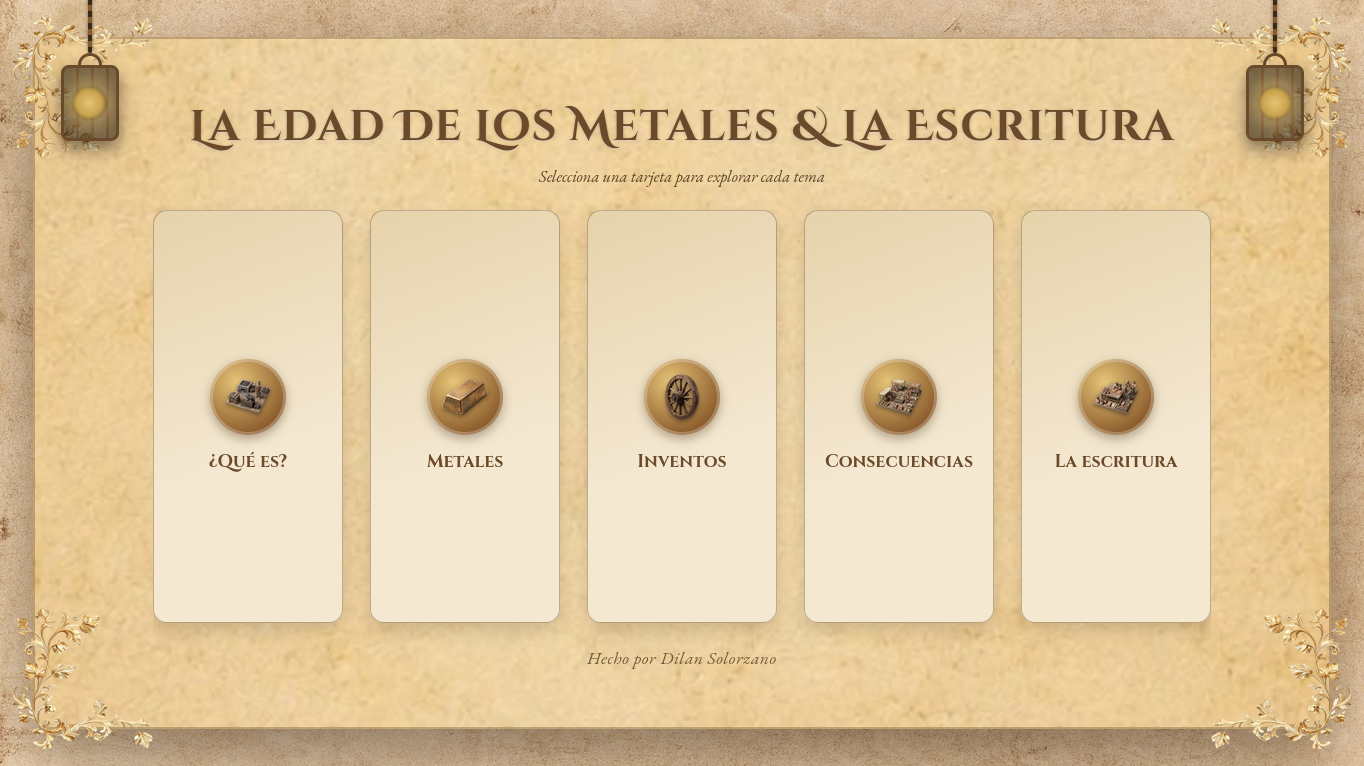 La Edad De Los Metales & La Escritura
Selecciona una tarjeta para explorar cada tema
¿Qué es?
Metales
Inventos
Consecuencias
La escritura
Hecho por Dilan Solorzano